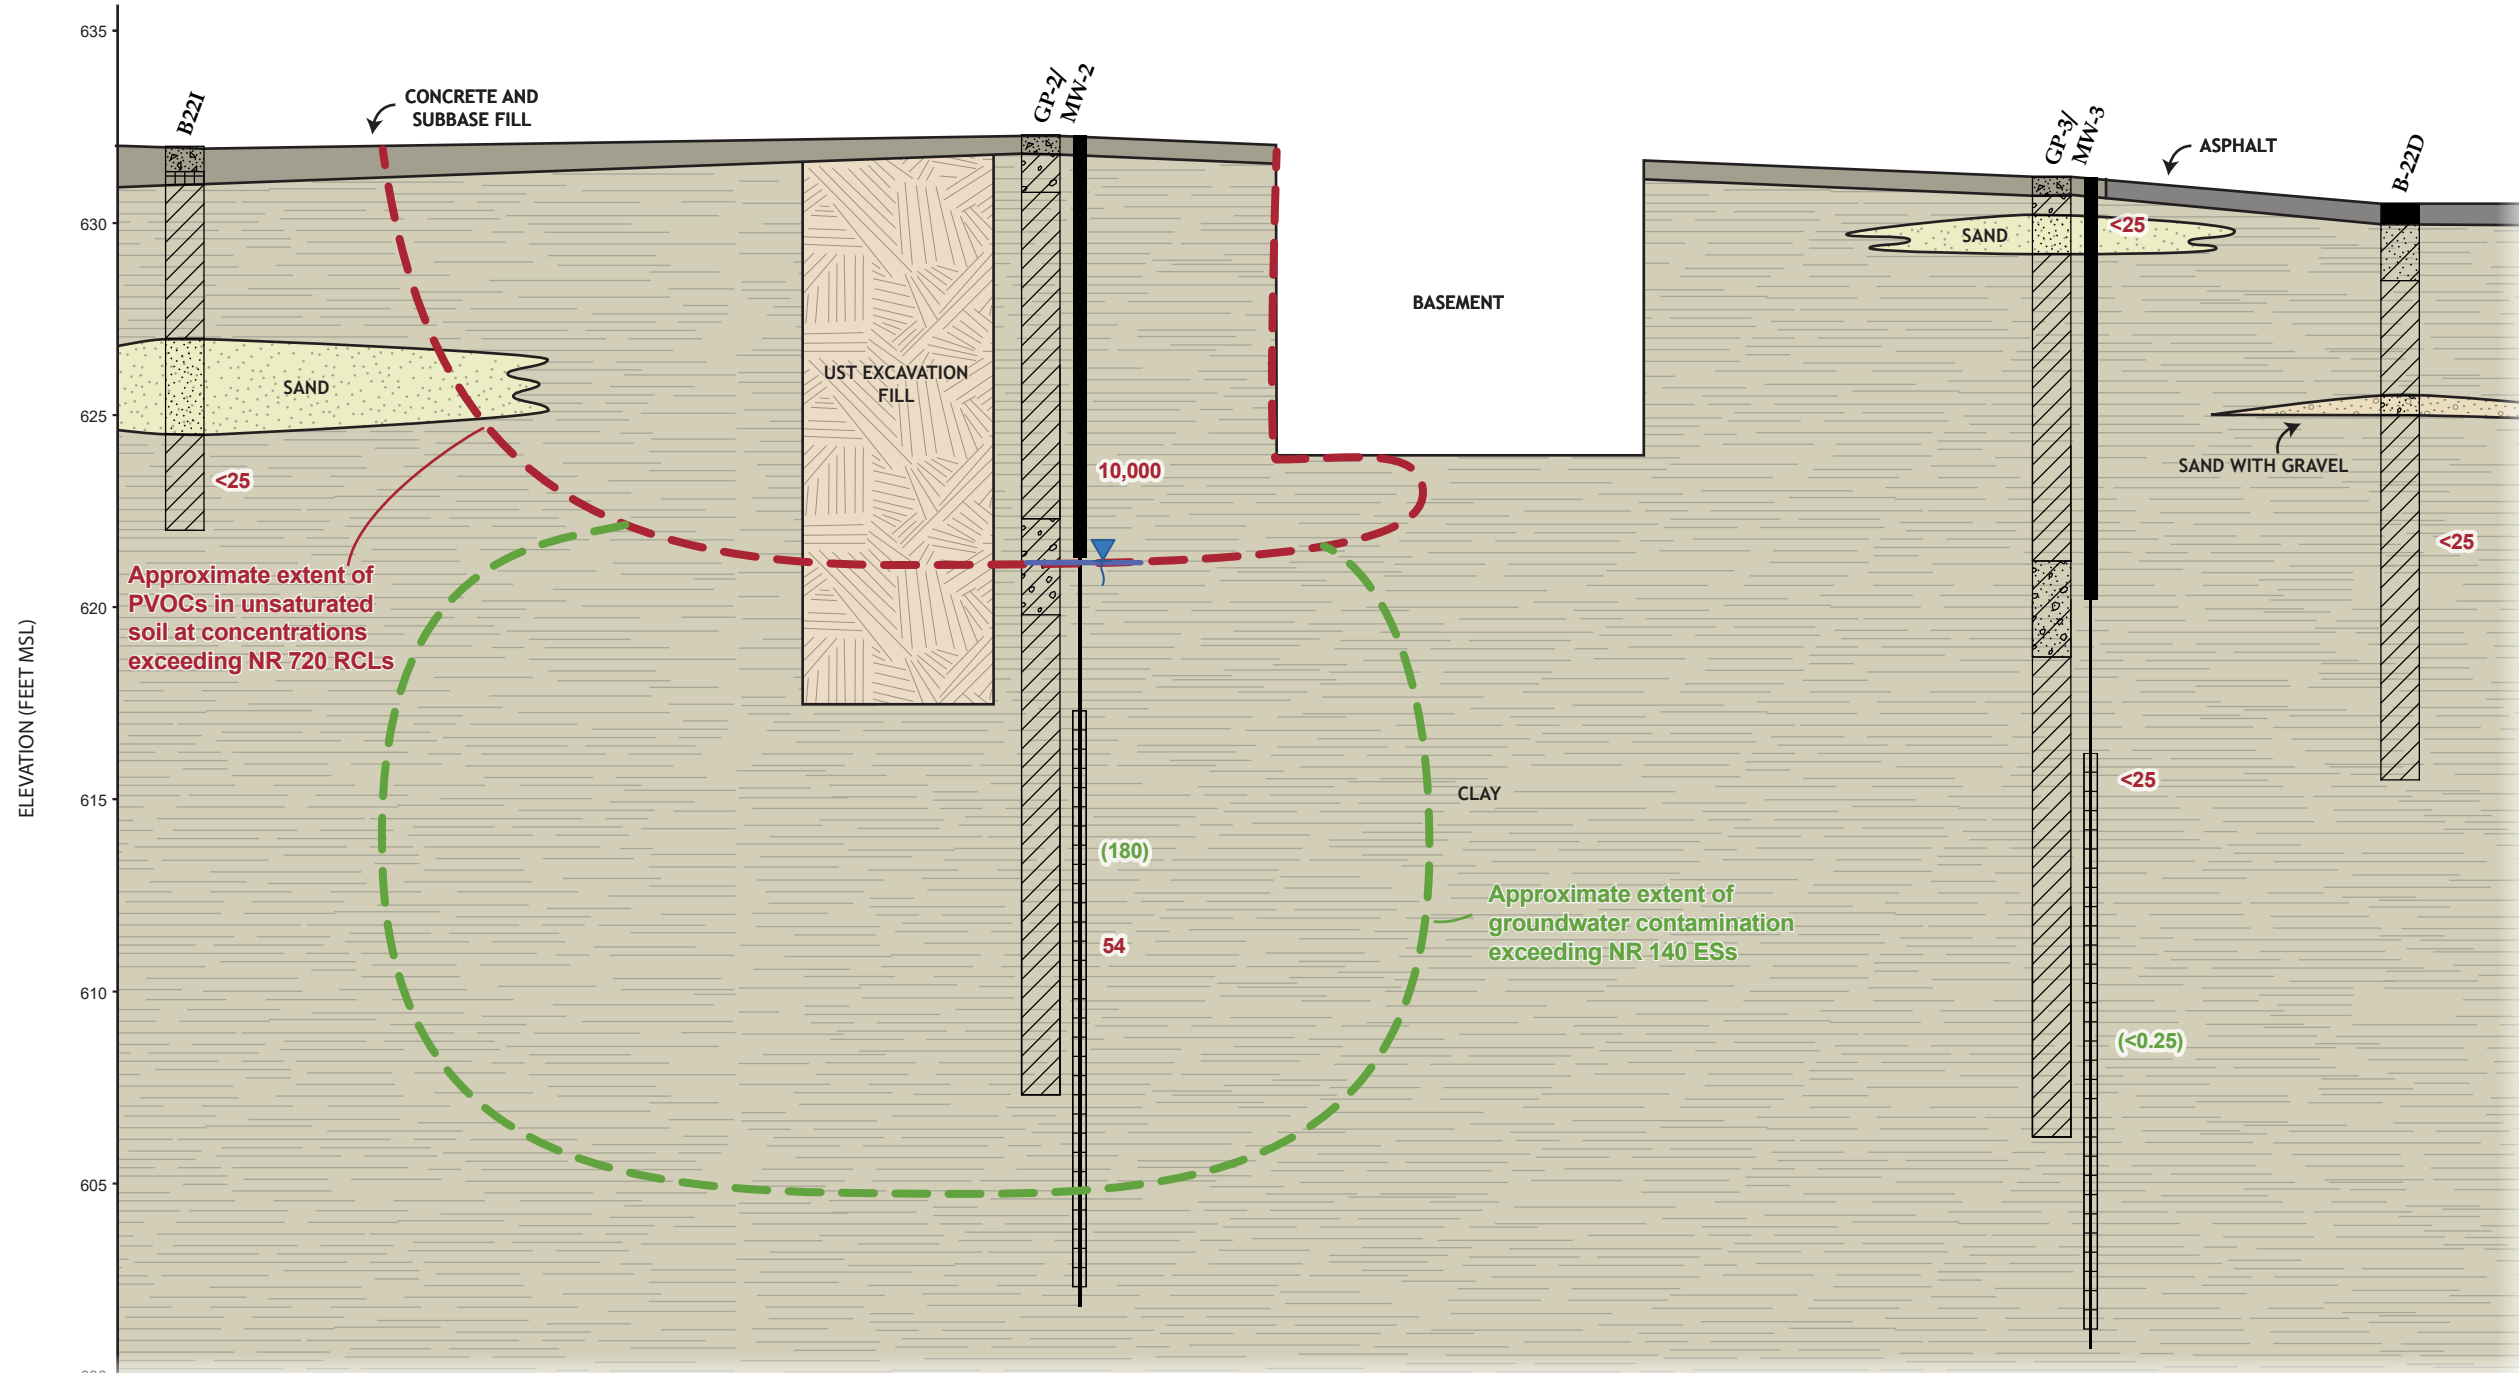 635
630
625
620
615
610
605
ELEVATION (FEET MSL)
B22I
CONCRETE AND
SUBBASE FILL
GP-2/
MW-2
GP-3/
MW-3
ASPHALT
B-22D
SAND
<25
UST EXCAVATION
FILL
10,000
BASEMENT
SAND
<25
SAND WITH GRAVEL
<25
Approximate extent of
PVOCs in unsaturated
soil at concentrations
exceeding NR 720 RCLs
CLAY
<25
(180)
54
Approximate extent of
groundwater contamination
exceeding NR 140 ESs
(<0.25)